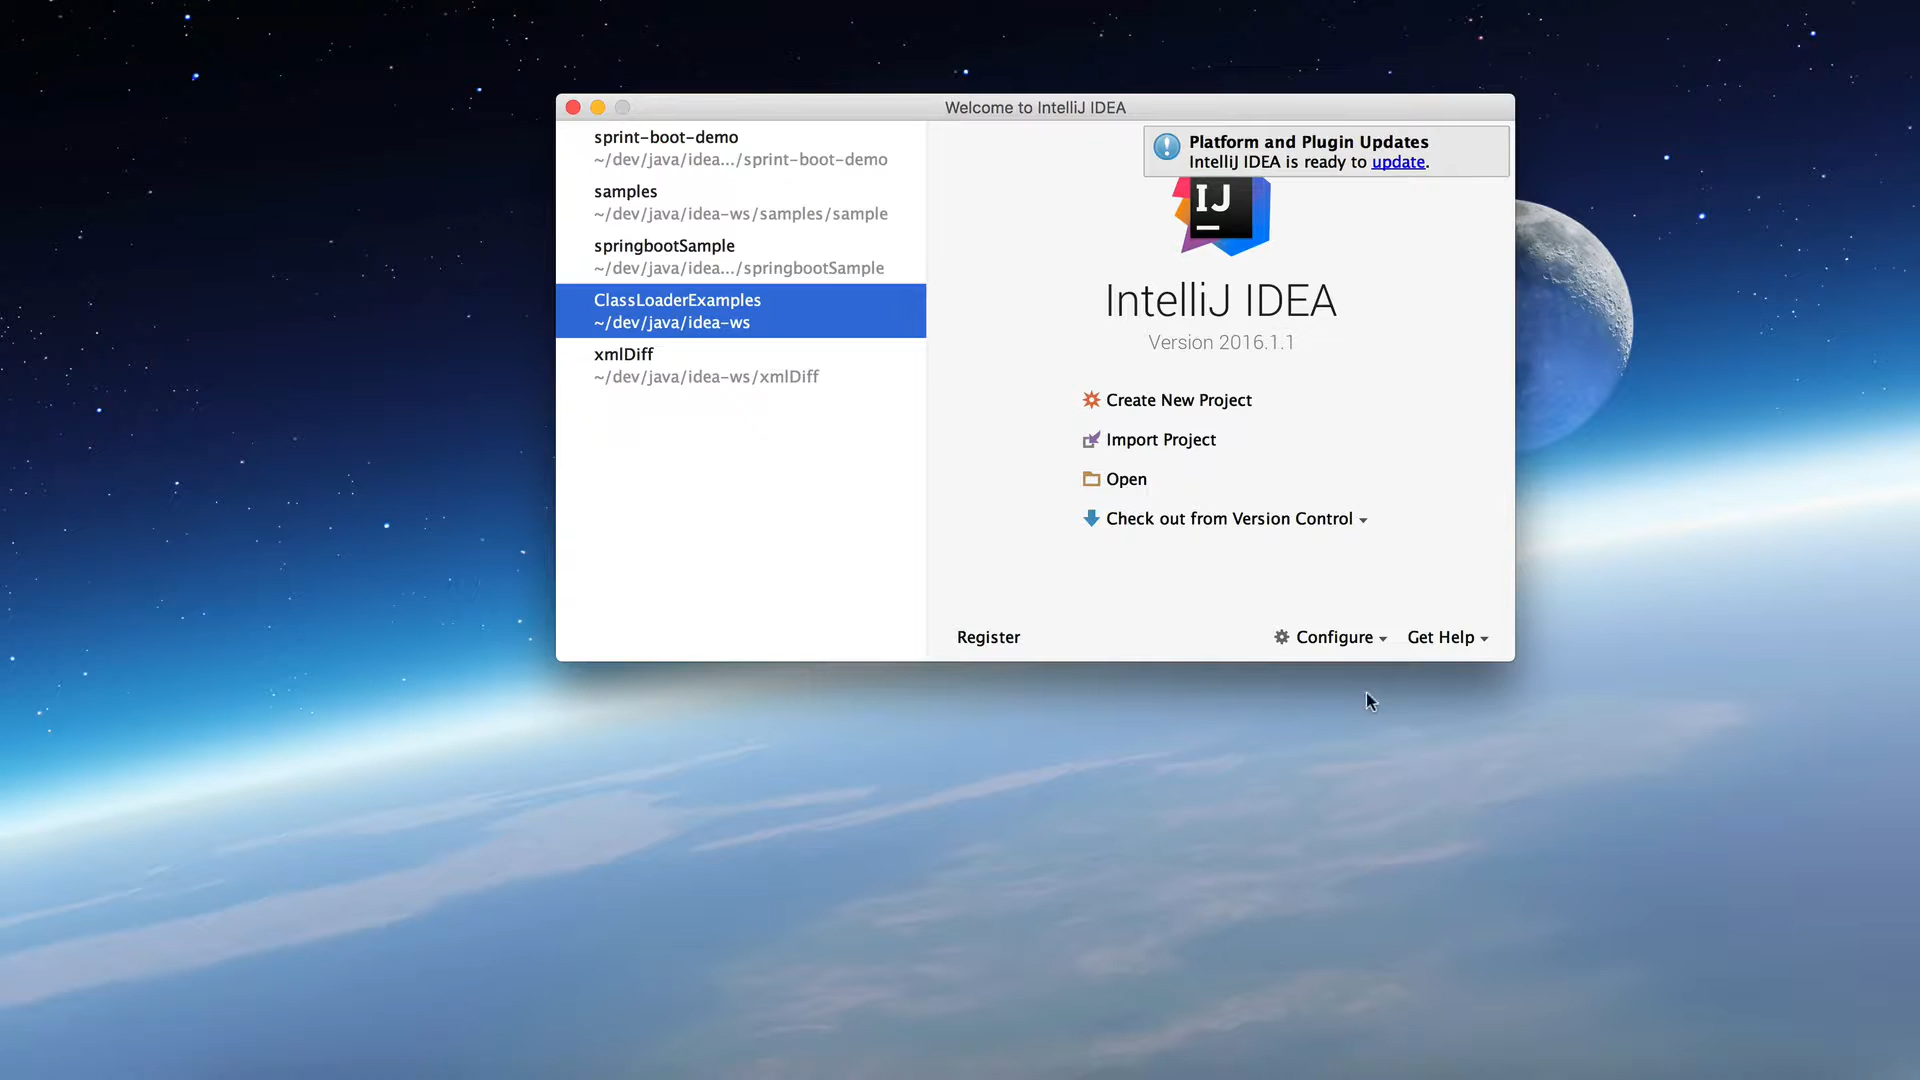 Welcome to IntelliJ IDEA
sprint-boot-demo
~/dev/java/idea.../sprint-boot-demo
samples
~/dev/java/idea-ws/samples/sample
springbootSample
~/dev/java/idea.../springbootSample
ClassLoaderExamples
~/dev/java/idea-ws
xmlDiff
~/dev/java/idea-ws/xmlDiff
Platform and Plugin Updates
IntelliJ IDEA is ready to update.
IJ
IntelliJ IDEA
Version 2016.1.1
Create New Project
Import Project
Open
Check out from Version Control
Register
Configure
Get Help